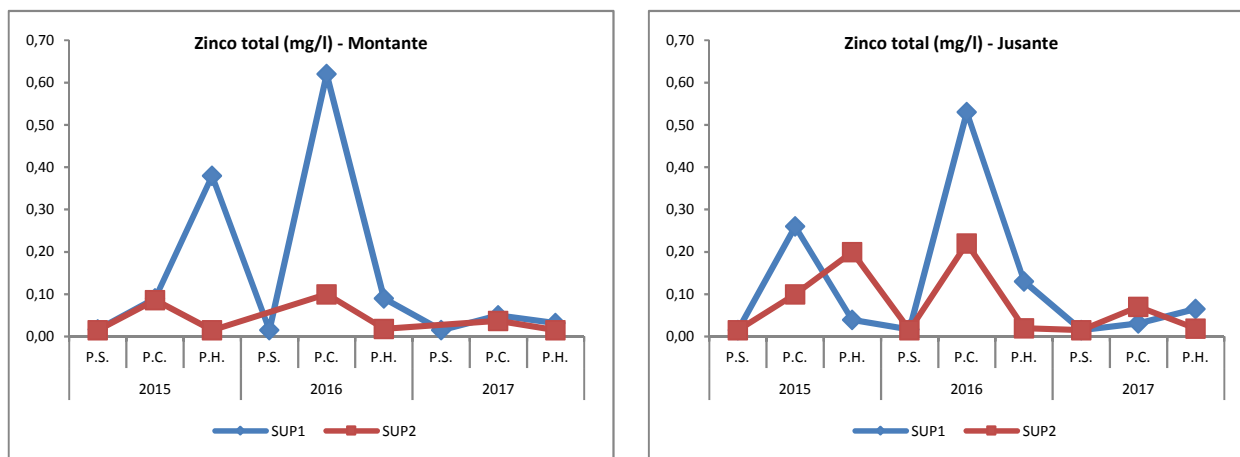 Zinco total (mg/l) - Montante
0,70
0,60
0,50
0,40
0,30
0,20
0,10
0,00
P.S. P.C. P.H. P.S. P.C. P.H. P.S. P.C. P.H.
2015 2016 2017
SUP1 SUP2
Zinco total (mg/l) - Jusante
0,70
0,60
0,50
0,40
0,30
0,20
0,10
0,00
P.S. P.C. P.H. P.S. P.C. P.H. P.S. P.C. P.H.
2015 2016 2017
SUP1 SUP2